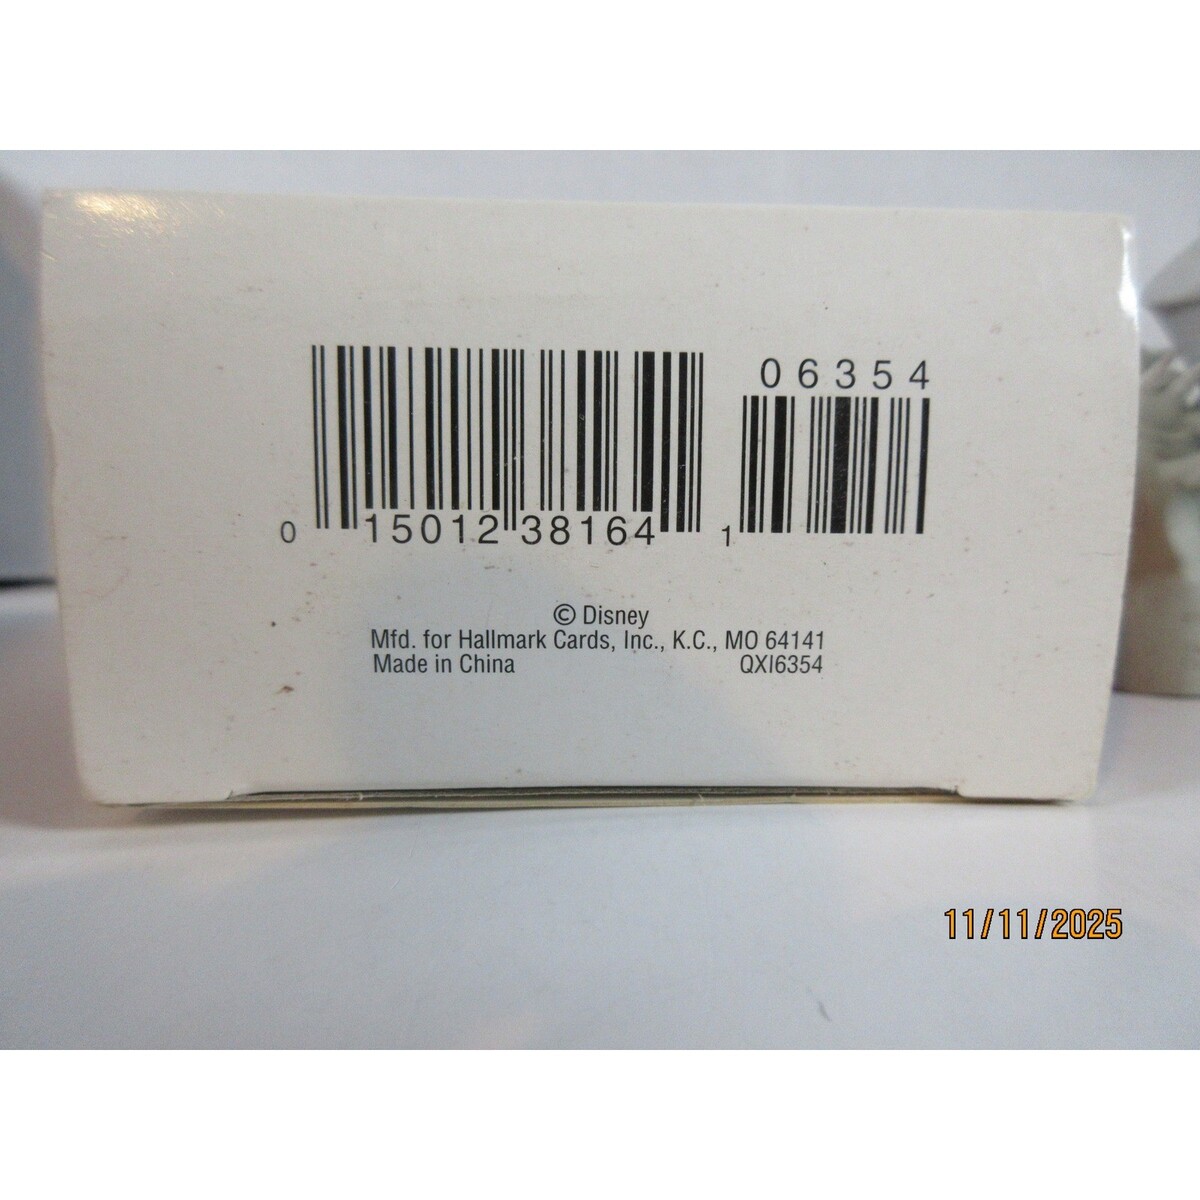 06354
0 15012 38164 1
© Disney
Mfd. for Hallmark Cards, Inc., K.C., MO 64141
Made in China QXI6354
11/11/2025